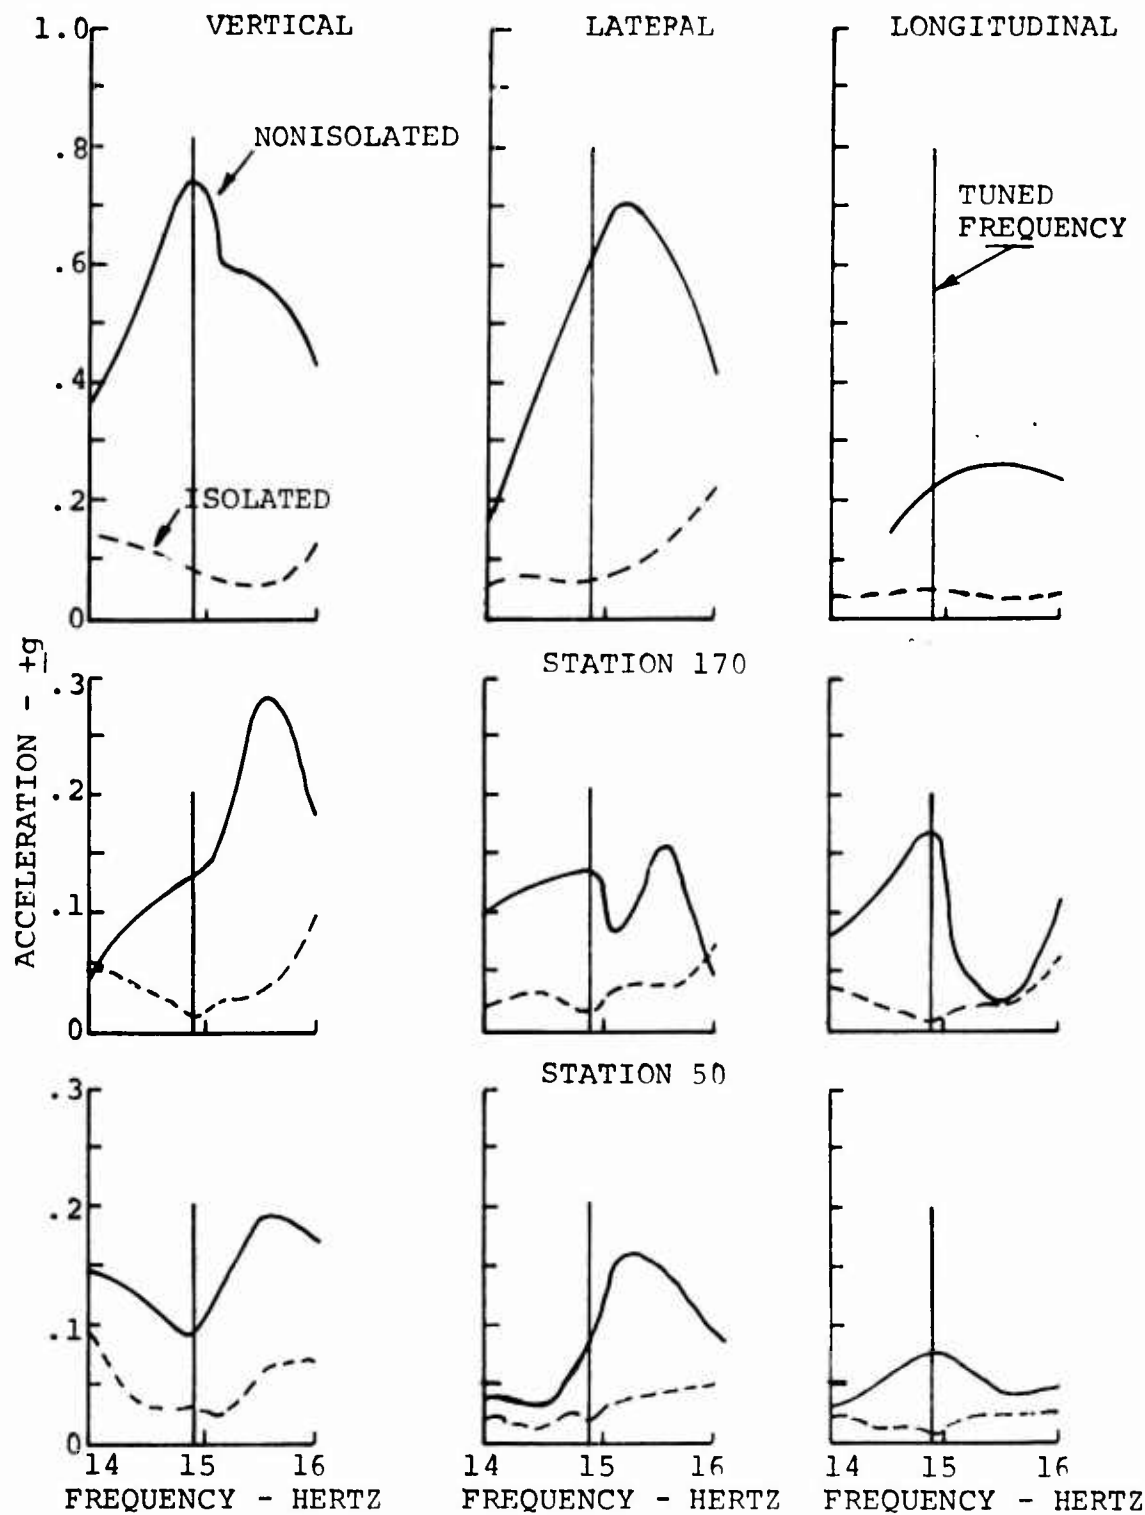 VERTICAL LATEPAL LONGITUDINAL
1.0
NONISOLATED
.8
TUNED
FREQUENCY
.6
.4
.2
ISOLATED
0
ACCELERATION - +g
STATION 170
.3
.2
.1
0
STATION 50
.3
.2
.1
0
14 15 16 14 15 16 14 15 16
FREQUENCY - HERTZ FREQUENCY - HERTZ FREQUENCY - HERTZ